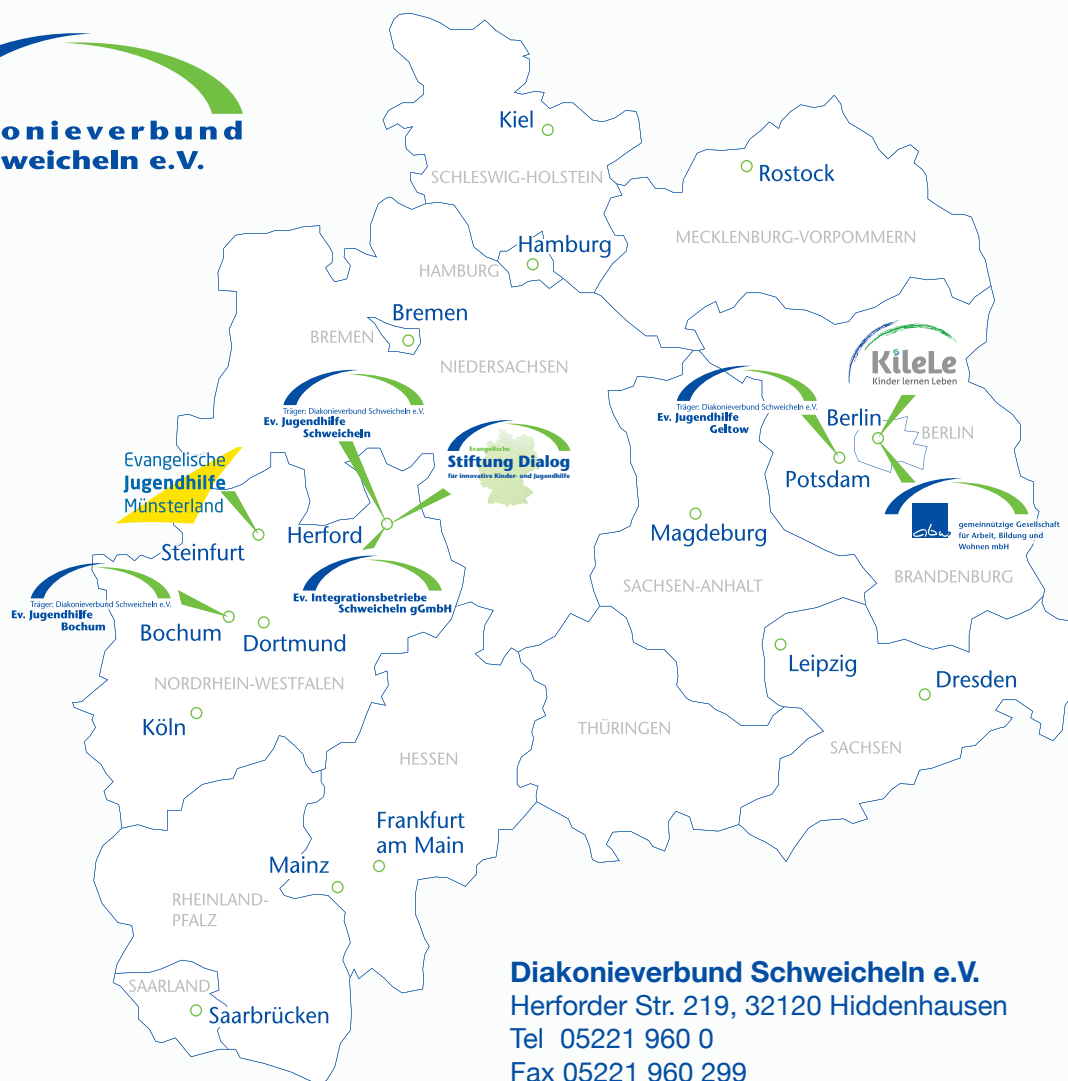 onieverbund
weicheln e.V.
Kiel
SCHLESWIG-HOLSTEIN
Rostock
MECKLENBURG-VORPOMMERN
Hamburg
HAMBURG
Bremen
BREMEN
NIEDERSACHSEN
KileLe
Kinder lernen Leben
Träger: Diakonieverbund Schweicheln e.V.
Ev. Jugendhilfe
Schweicheln
Träger: Diakonieverbund Schweicheln e.V.
Ev. Jugendhilfe
Geltow
Berlin
BERLIN
Evangelische
Stiftung Dialog
für innovative Kinder- und Jugendhilfe
Evangelische
Jugendhilfe
Münsterland
Potsdam
Herford
Steinfurt
Magdeburg
abw
gemeinnützige Gesellschaft
für Arbeit, Bildung und
Wohnen mbH
Träger: Diakonieverbund Schweicheln e.V.
Ev. Jugendhilfe
Bochum
Ev. Integrationsbetriebe
Schweicheln gGmbH
SACHSEN-ANHALT
BRANDENBURG
Bochum
Dortmund
Leipzig
NORDRHEIN-WESTFALEN
Dresden
Köln
THÜRINGEN
SACHSEN
HESSEN
Frankfurt
am Main
Mainz
RHEINLAND-
PFALZ
SAARLAND
Saarbrücken
Diakonieverbund Schweicheln e.V.
Herforder Str. 219, 32120 Hiddenhausen
Tel 05221 960 0
Fax 05221 960 299